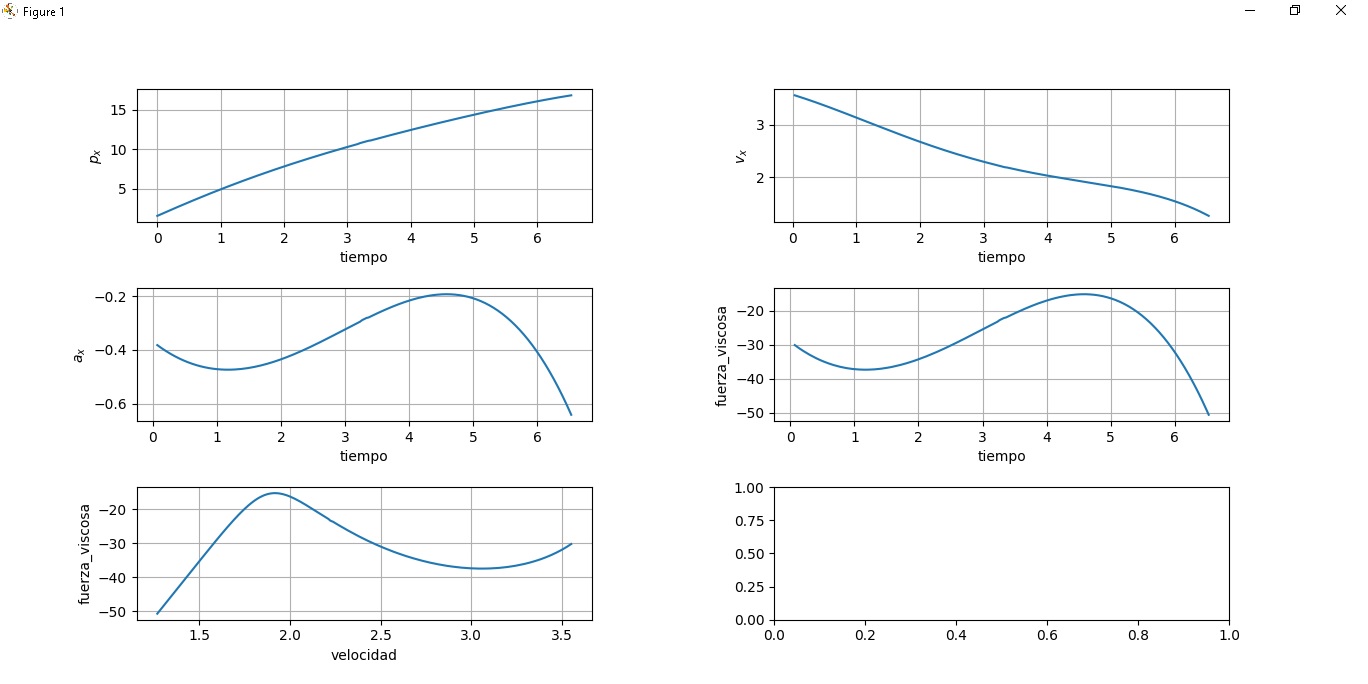 Figure 1
15
10
5
p_x
0 1 2 3 4 5 6
tiempo
3
2
v_x
0 1 2 3 4 5 6
tiempo
−0.2
−0.4
−0.6
a_x
0 1 2 3 4 5 6
tiempo
−20
−30
−40
−50
fuerza_viscosa
0 1 2 3 4 5 6
tiempo
−20
−30
−40
−50
fuerza_viscosa
1.5 2.0 2.5 3.0 3.5
velocidad
1.00
0.75
0.50
0.25
0.00
0.0 0.2 0.4 0.6 0.8 1.0